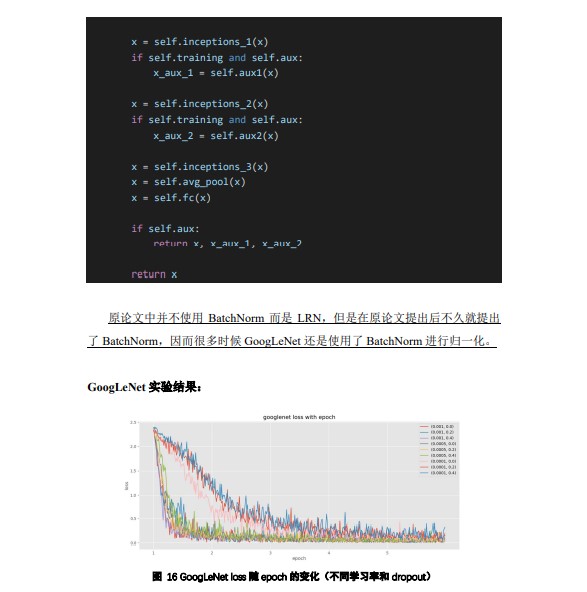 x = self.inceptions_1(x)
if self.training and self.aux:
x_aux_1 = self.aux1(x)
x = self.inceptions_2(x)
if self.training and self.aux:
x_aux_2 = self.aux2(x)
x = self.inceptions_3(x)
x = self.avg_pool(x)
x = self.fc(x)
if self.aux:
return x, x_aux_1, x_aux_2
return x
原论文中并不使用 BatchNorm 而是 LRN，但是在原论文提出后不久就提出
了 BatchNorm，因而很多时候 GoogLeNet 还是使用了 BatchNorm 进行归一化。
GoogLeNet 实验结果：
googlenet loss with epoch
(0.001, 0.0)
(0.001, 0.2)
(0.001, 0.4)
(0.0005, 0.0)
(0.0005, 0.2)
(0.0005, 0.4)
(0.0001, 0.0)
(0.0001, 0.2)
(0.0001, 0.4)
2.5
2.0
1.5
1.0
0.5
0.0
loss
1 2 3 4 5
epoch
图 16 GoogLeNet loss 随 epoch 的变化（不同学习率和 dropout）